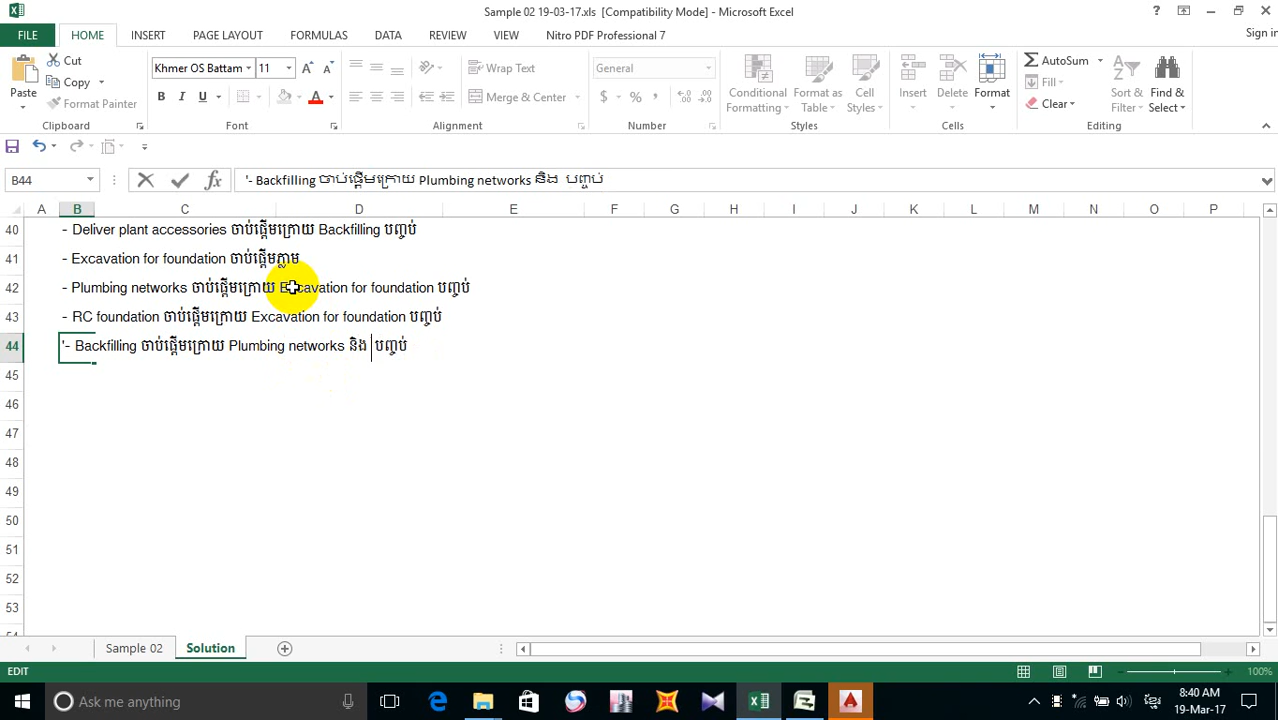 Sample 02 19-03-17.xls [Compatibility Mode] - Microsoft Excel
?
FILE HOME INSERT PAGE LAYOUT FORMULAS DATA REVIEW VIEW Nitro PDF Professional 7 Sign in
Paste Cut Copy Format Painter
Khmer OS Battam 11
B I U A
Wrap Text
Merge & Center
General
$ % ,
Conditional Formatting Format as Table Cell Styles
Insert Delete Format
AutoSum Fill Clear
Sort & Filter Find & Select
Clipboard Font Alignment Number Styles Cells Editing
B44 fx '- Backfilling ចាប់ផ្តើមក្រោយ Plumbing networks និង បញ្ចប់
A B C D E F G H I J K L M N O P
40 - Deliver plant accessories ចាប់ផ្តើមក្រោយ Backfilling បញ្ចប់
41 - Excavation for foundation ចាប់ផ្តើមភ្លាម
42 - Plumbing networks ចាប់ផ្តើមក្រោយ Excavation for foundation បញ្ចប់
43 - RC foundation ចាប់ផ្តើមក្រោយ Excavation for foundation បញ្ចប់
44 '- Backfilling ចាប់ផ្តើមក្រោយ Plumbing networks និង បញ្ចប់
45
46
47
48
49
50
51
52
53
Sample 02 Solution
EDIT 100%
Ask me anything
8:40 AM
19-Mar-17